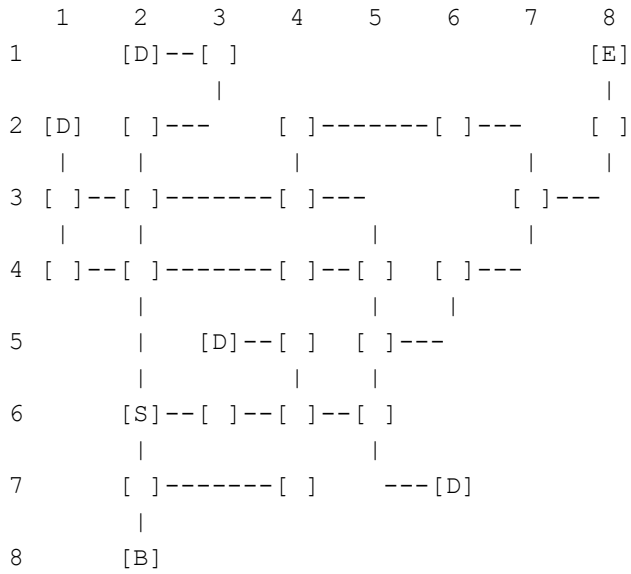 1    2    3    4    5    6    7    8
1        [D]--[ ]                     [E]
               |                       |
2   [D]  [ ]---    [ ]-------[ ]---   [ ]
     |    |         |              |   |
3   [ ]--[ ]-------[ ]---         [ ]---
     |    |              |         |
4   [ ]--[ ]-------[ ]--[ ]  [ ]---
          |              |    |
5         |   [D]--[ ]  [ ]---
          |         |    |
6        [S]--[ ]--[ ]--[ ]
          |              |
7        [ ]-------[ ]   ---[D]
          |
8        [B]